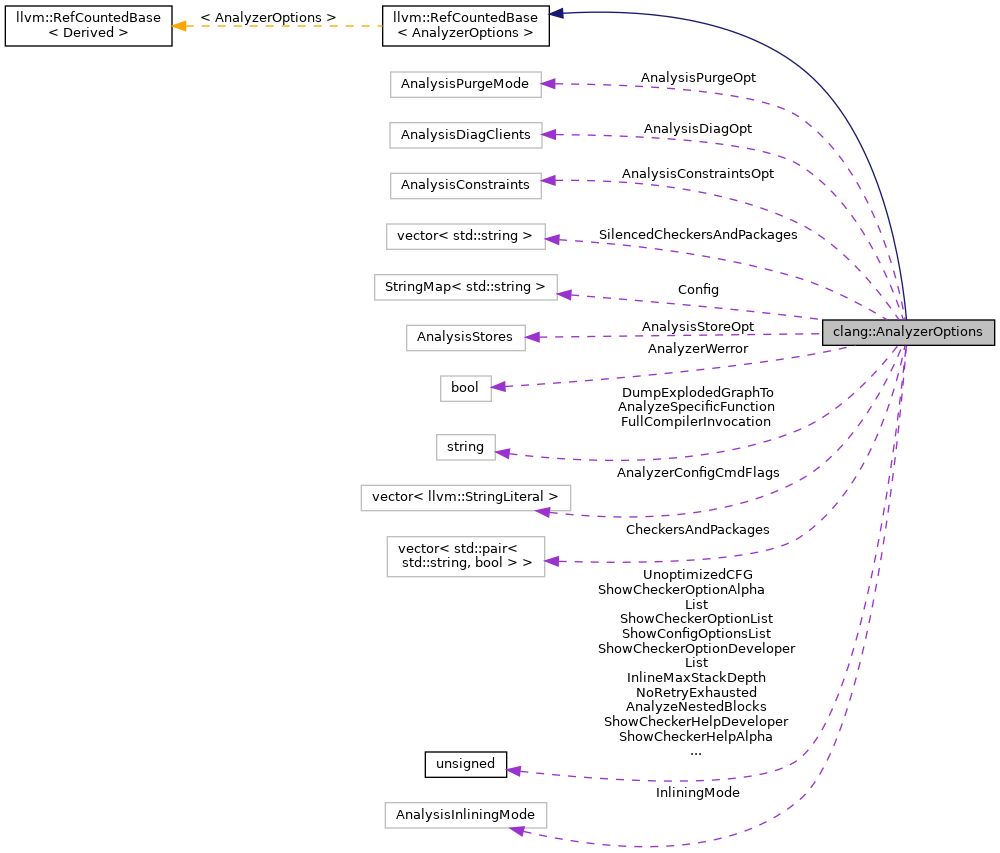 llvm::RefCountedBase
< Derived >
< AnalyzerOptions >
llvm::RefCountedBase
< AnalyzerOptions >
AnalysisPurgeMode
AnalysisPurgeOpt
AnalysisDiagClients
AnalysisDiagOpt
AnalysisConstraints
AnalysisConstraintsOpt
vector< std::string >
SilencedCheckersAndPackages
StringMap< std::string >
Config
clang::AnalyzerOptions
AnalysisStores
AnalysisStoreOpt
bool
AnalyzerWerror
string
DumpExplodedGraphTo
AnalyzeSpecificFunction
FullCompilerInvocation
vector< llvm::StringLiteral >
AnalyzerConfigCmdFlags
vector< std::pair<
std::string, bool > >
CheckersAndPackages
unsigned
UnoptimizedCFG
ShowCheckerOptionAlpha
List
ShowCheckerOptionList
ShowConfigOptionsList
ShowCheckerOptionDeveloper
List
InlineMaxStackDepth
NoRetryExhausted
AnalyzeNestedBlocks
ShowCheckerHelpDeveloper
ShowCheckerHelpAlpha
...
AnalysisInliningMode
InliningMode